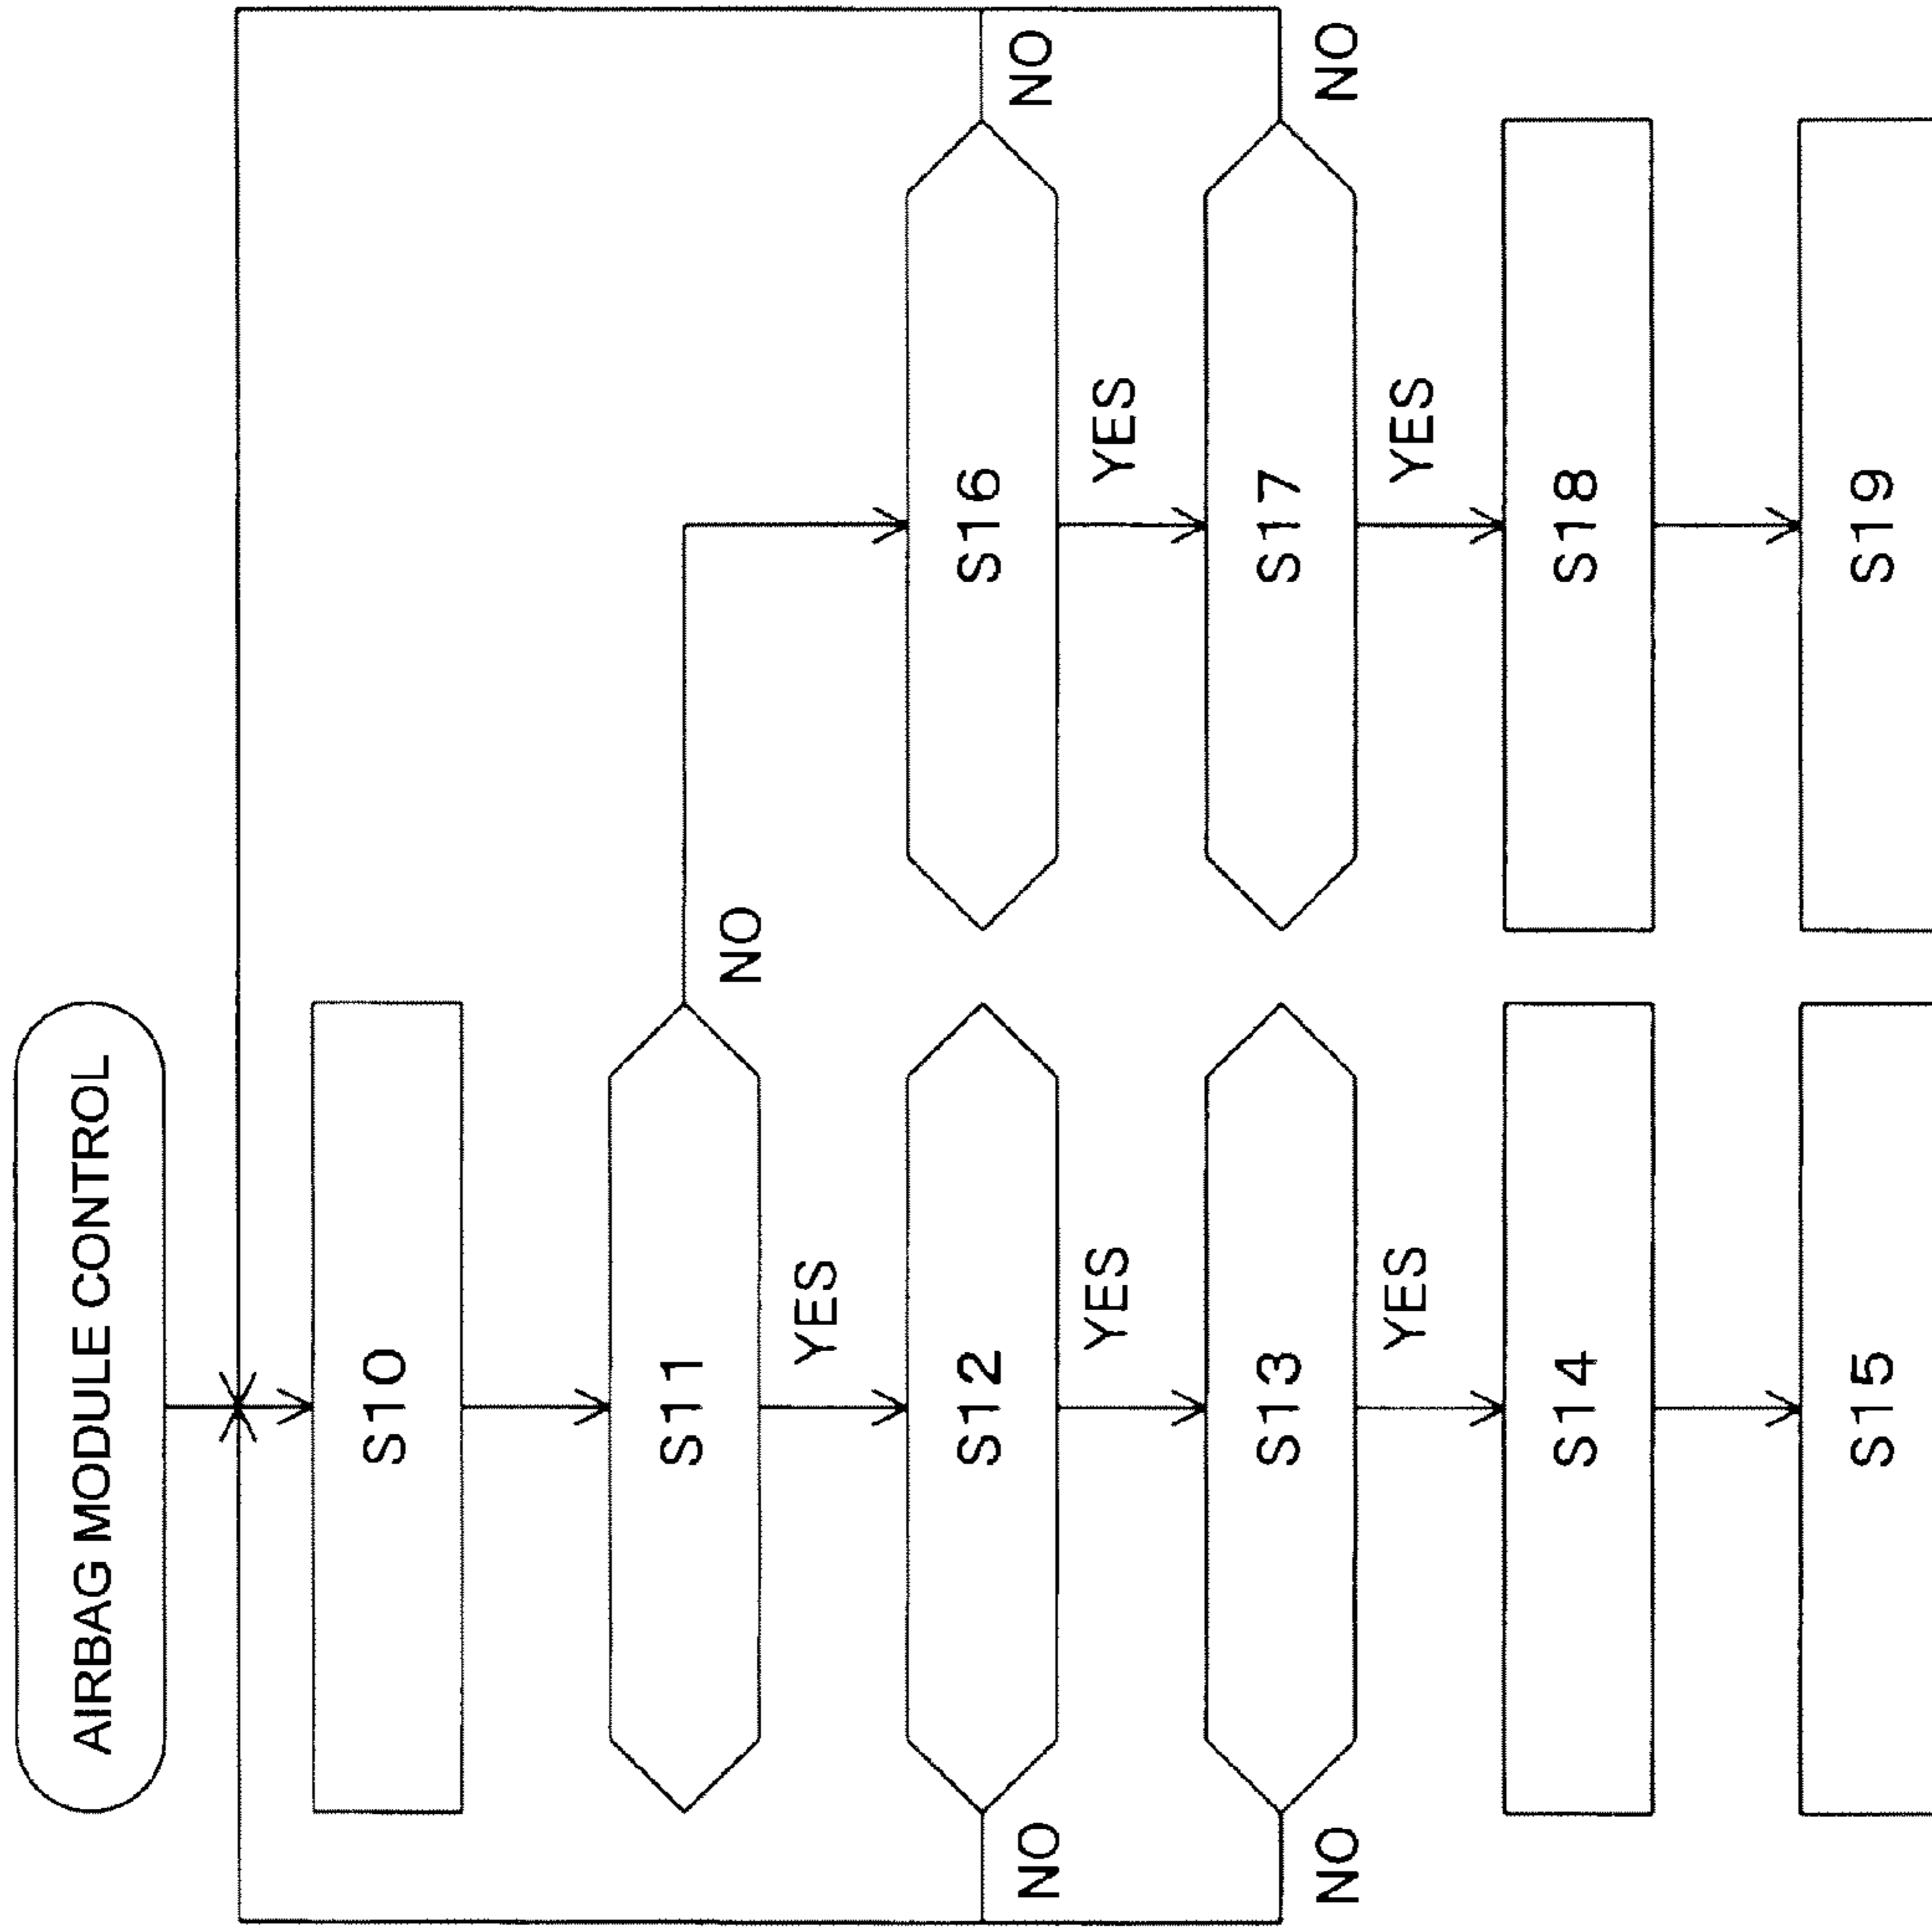 AIRBAG MODULE CONTROL
S10
S11
NO
YES
S12
NO
YES
S13
NO
YES
S14
S15
S16
NO
YES
S17
NO
YES
S18
S19